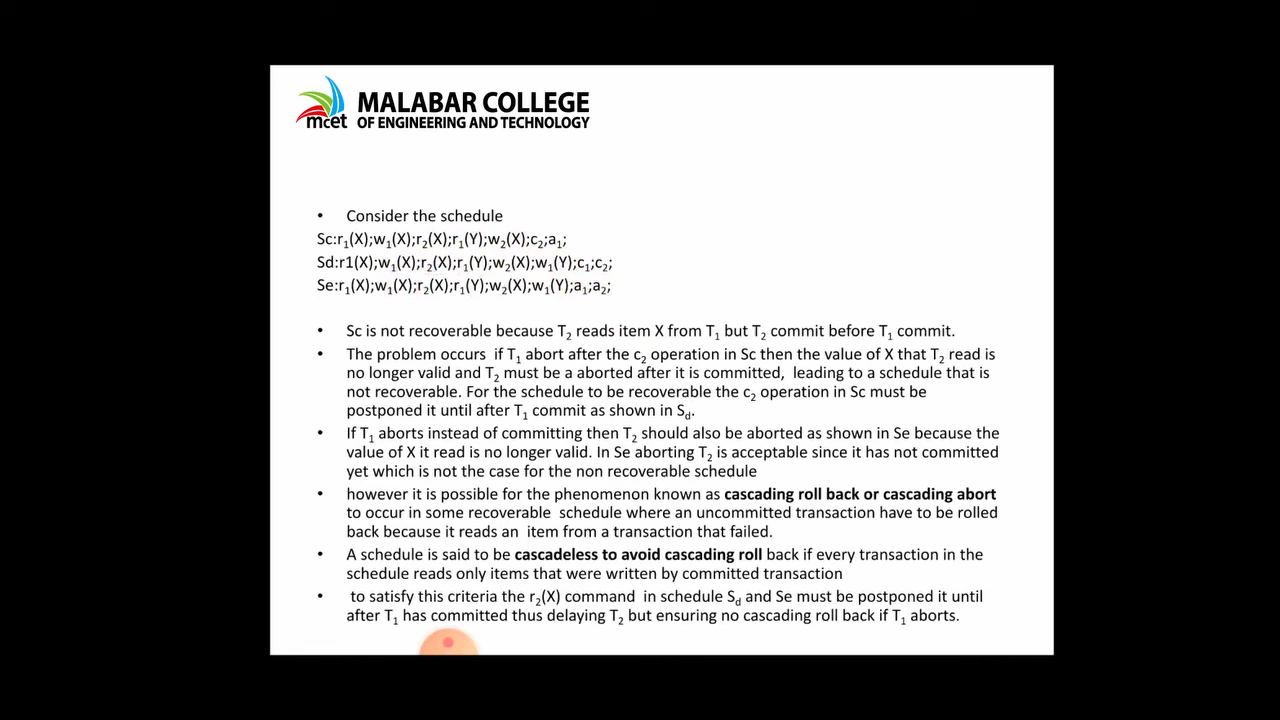 mcet
MALABAR COLLEGE
OF ENGINEERING AND TECHNOLOGY
• Consider the schedule
Sc:r₁(X);w₁(X);r₂(X);r₁(Y);w₂(X);c₂;a₁;
Sd:r1(X);w₁(X);r₂(X);r₁(Y);w₂(X);w₁(Y);c₁;c₂;
Se:r₁(X);w₁(X);r₂(X);r₁(Y);w₂(X);w₁(Y);a₁;a₂;
• Sc is not recoverable because T₂ reads item X from T₁ but T₂ commit before T₁ commit.
• The problem occurs if T₁ abort after the c₂ operation in Sc then the value of X that T₂ read is
no longer valid and T₂ must be a aborted after it is committed, leading to a schedule that is
not recoverable. For the schedule to be recoverable the c₂ operation in Sc must be
postponed it until after T₁ commit as shown in S_d.
• If T₁ aborts instead of committing then T₂ should also be aborted as shown in Se because the
value of X it read is no longer valid. In Se aborting T₂ is acceptable since it has not committed
yet which is not the case for the non recoverable schedule
• however it is possible for the phenomenon known as cascading roll back or cascading abort
to occur in some recoverable schedule where an uncommitted transaction have to be rolled
back because it reads an item from a transaction that failed.
• A schedule is said to be cascadeless to avoid cascading roll back if every transaction in the
schedule reads only items that were written by committed transaction
• to satisfy this criteria the r₂(X) command in schedule S_d and Se must be postponed it until
after T₁ has committed thus delaying T₂ but ensuring no cascading roll back if T₁ aborts.